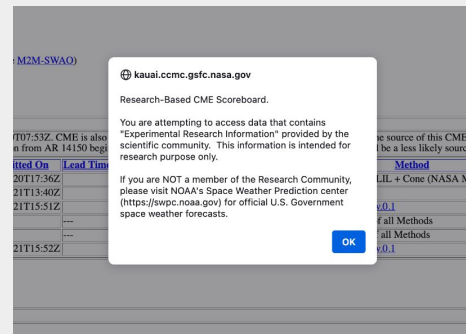 M2M-SWAO)
kauai.ccmc.gsfc.nasa.gov
Research-Based CME Scoreboard.
You are attempting to access data that contains
"Experimental Research Information" provided by the
scientific community. This information is intended for
research purpose only.
If you are NOT a member of the Research Community,
please visit NOAA's Space Weather Prediction center
(https://swpc.noaa.gov) for official U.S. Government
space weather forecasts.
OK
0T07:53Z. CME is also
he source of this CME
n from AR 14150 begi
l be a less likely sourc
itted On Lead Time
Method
20T17:36Z
LIL + Cone (NASA M
21T13:40Z
21T15:51Z
v.0.1
---
f all Methods
---
f all Methods
21T15:52Z
v.0.1